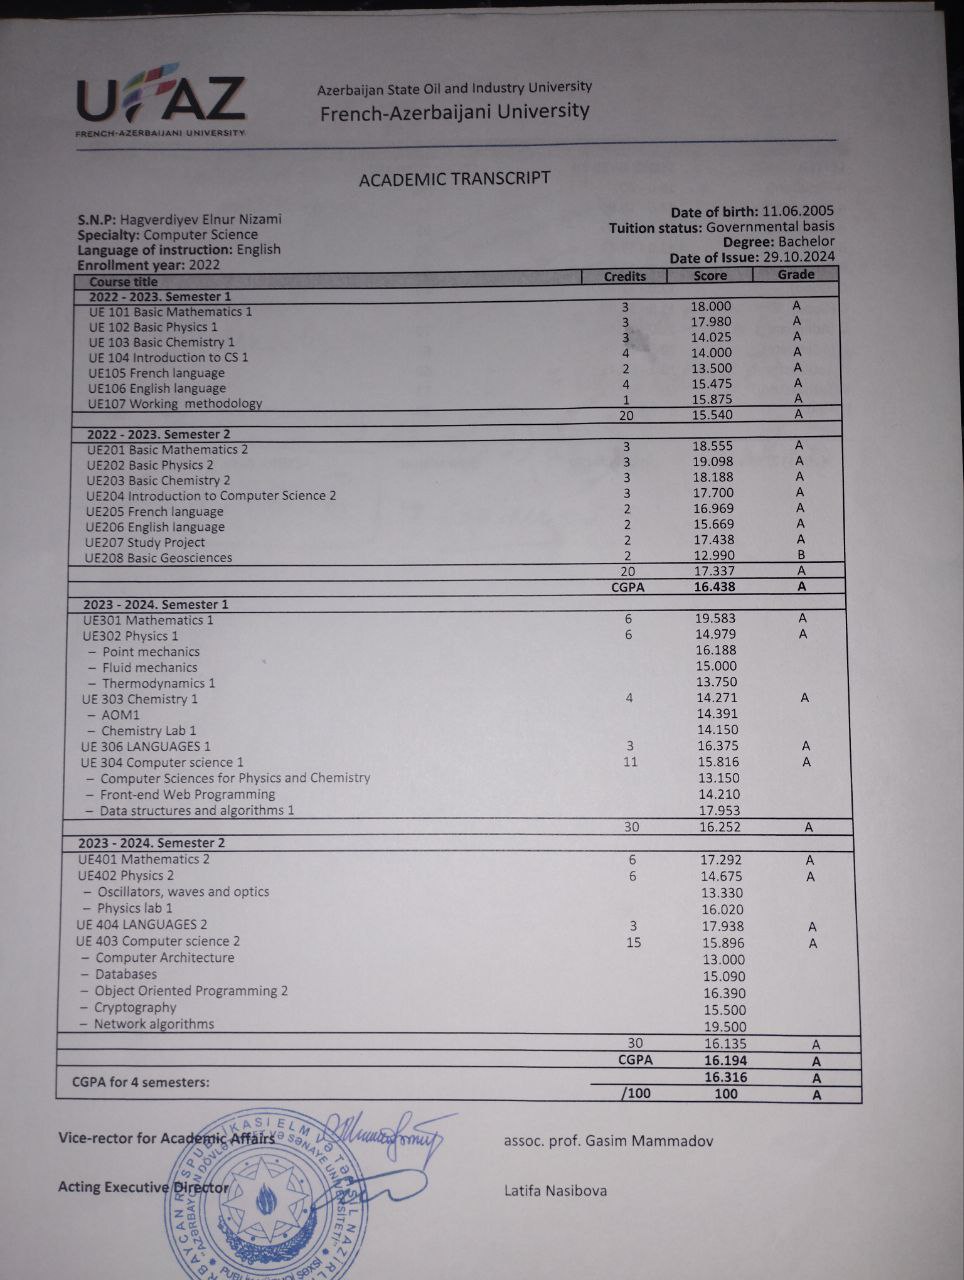 UFAZ
FRENCH-AZERBAIJANI UNIVERSITY
Azerbaijan State Oil and Industry University
French-Azerbaijani University
ACADEMIC TRANSCRIPT
S.N.P: Hagverdiyev Elnur Nizami
Specialty: Computer Science
Language of instruction: English
Enrollment year: 2022
Date of birth: 11.06.2005
Tuition status: Governmental basis
Degree: Bachelor
Date of Issue: 29.10.2024
Course title Credits Score Grade
2022 - 2023. Semester 1
UE 101 Basic Mathematics 1 3 18.000 A
UE 102 Basic Physics 1 3 17.980 A
UE 103 Basic Chemistry 1 3 14.025 A
UE 104 Introduction to CS 1 4 14.000 A
UE105 French language 2 13.500 A
UE106 English language 4 15.475 A
UE107 Working methodology 1 15.875 A
20 15.540 A
2022 - 2023. Semester 2
UE201 Basic Mathematics 2 3 18.555 A
UE202 Basic Physics 2 3 19.098 A
UE203 Basic Chemistry 2 3 18.188 A
UE204 Introduction to Computer Science 2 3 17.700 A
UE205 French language 2 16.969 A
UE206 English language 2 15.669 A
UE207 Study Project 2 17.438 A
UE208 Basic Geosciences 2 12.990 B
20 17.337 A
CGPA 16.438 A
2023 - 2024. Semester 1
UE301 Mathematics 1 6 19.583 A
UE302 Physics 1 6 14.979 A
– Point mechanics 16.188
– Fluid mechanics 15.000
– Thermodynamics 1 13.750
UE 303 Chemistry 1 4 14.271 A
– AOM1 14.391
– Chemistry Lab 1 14.150
UE 306 LANGUAGES 1 3 16.375 A
UE 304 Computer science 1 11 15.816 A
– Computer Sciences for Physics and Chemistry 13.150
– Front-end Web Programming 14.210
– Data structures and algorithms 1 17.953
30 16.252 A
2023 - 2024. Semester 2
UE401 Mathematics 2 6 17.292 A
UE402 Physics 2 6 14.675 A
– Oscillators, waves and optics 13.330
– Physics lab 1 16.020
UE 404 LANGUAGES 2 3 17.938 A
UE 403 Computer science 2 15 15.896 A
– Computer Architecture 13.000
– Databases 15.090
– Object Oriented Programming 2 16.390
– Cryptography 15.500
– Network algorithms 19.500
30 16.135 A
CGPA 16.194 A
CGPA for 4 semesters: 16.316 A
/100 100 A
Vice-rector for Academic Affairs assoc. prof. Gasim Mammadov
Acting Executive Director Latifa Nasibova